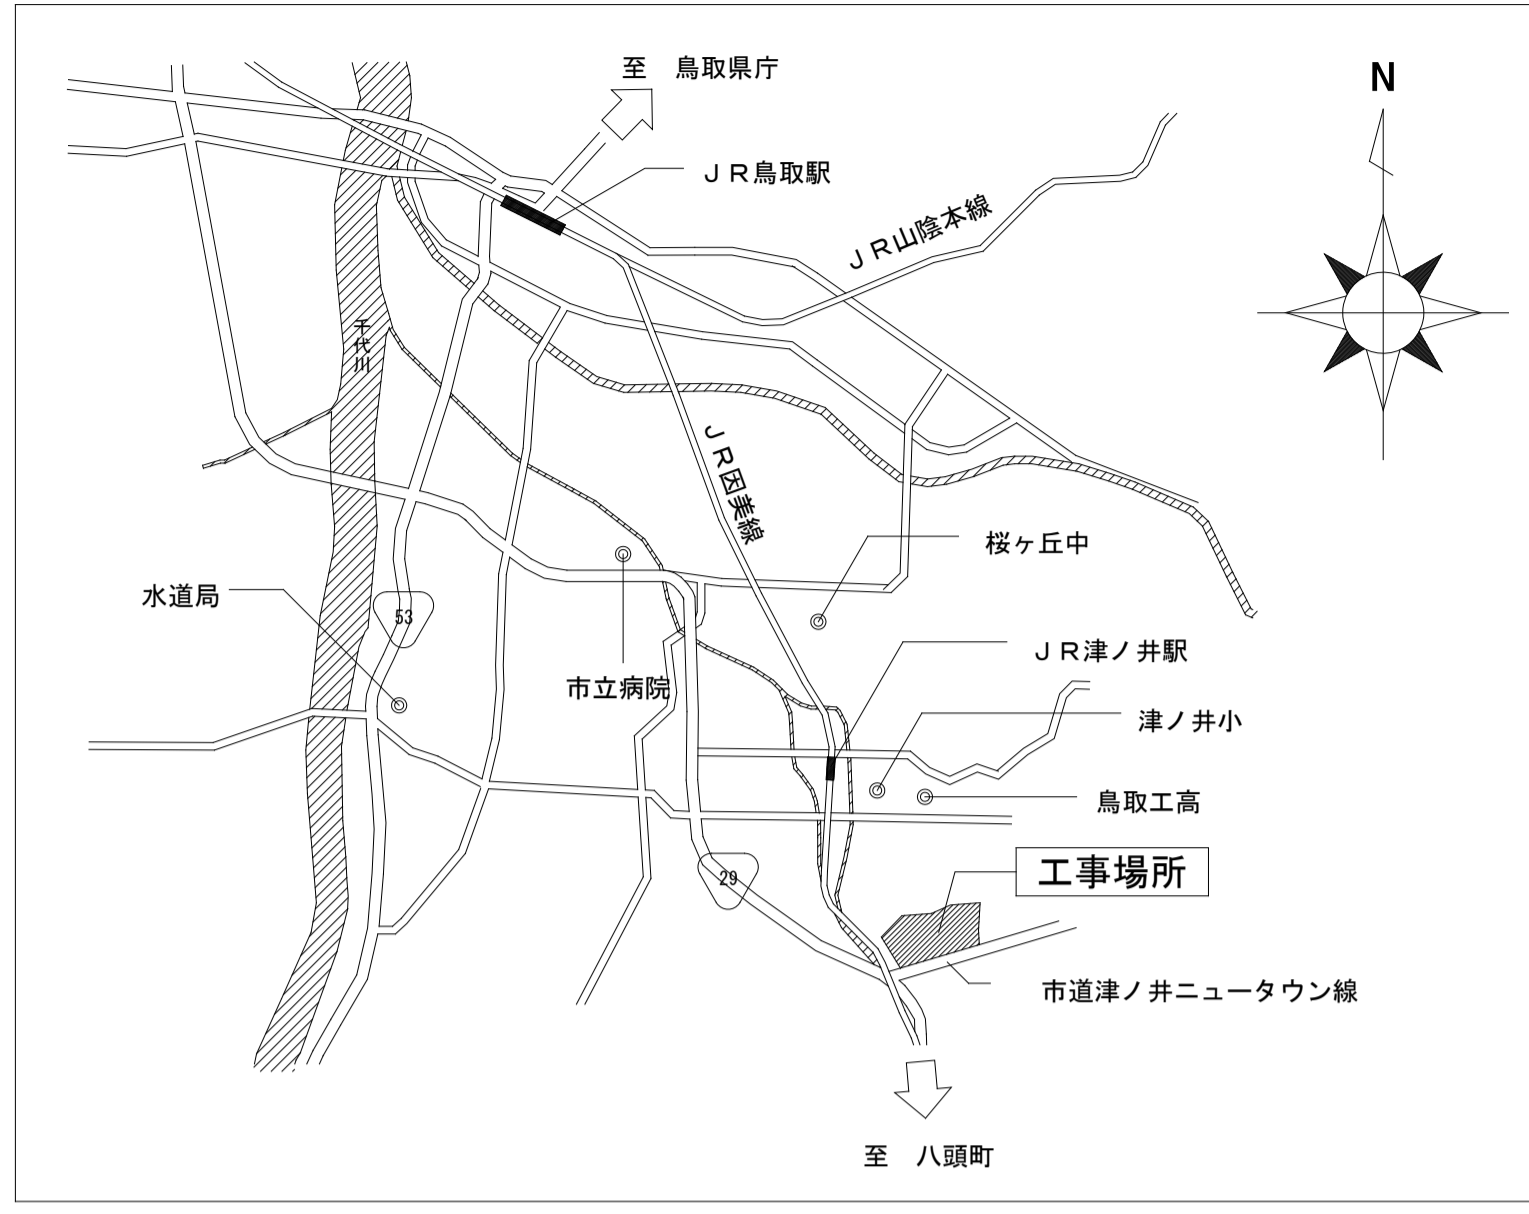 至　鳥取県庁
N
ＪＲ鳥取駅
ＪＲ山陰本線
千代川
ＪＲ因美線
桜ヶ丘中
水道局
53
ＪＲ津ノ井駅
市立病院
津ノ井小
鳥取工高
工事場所
29
市道津ノ井ニュータウン線
至　八頭町